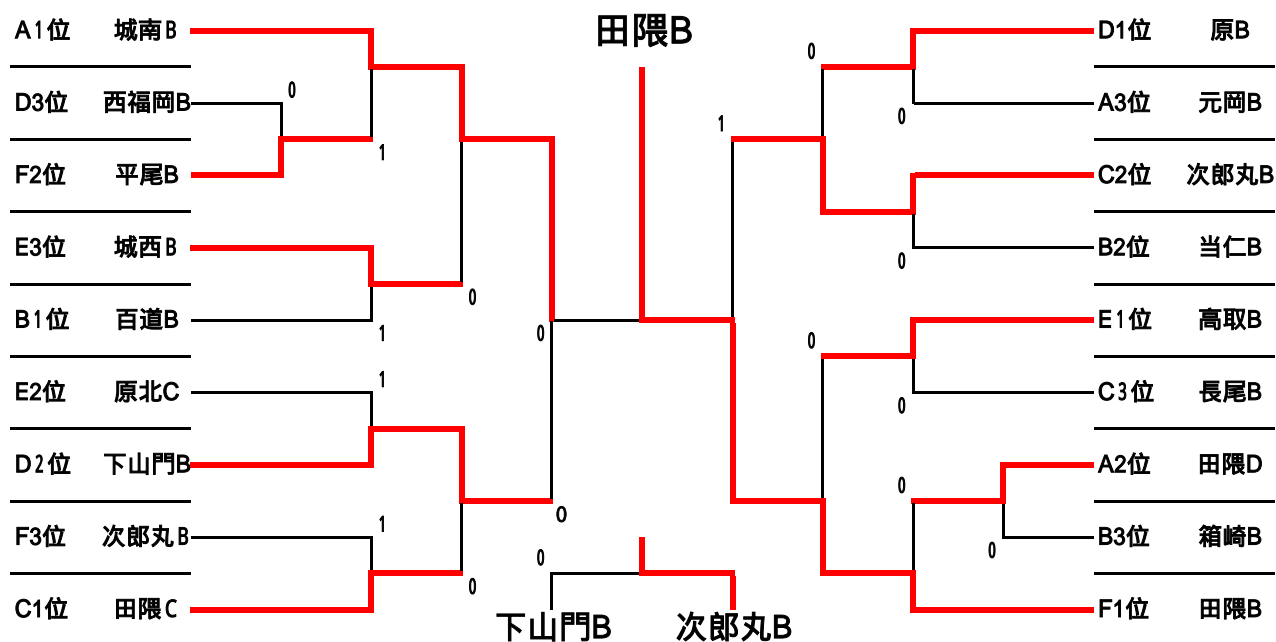 田隈B
A1位 城南B
D3位 西福岡B
F2位 平尾B
E3位 城西B
B1位 百道B
E2位 原北C
D2位 下山門B
F3位 次郎丸B
C1位 田隈C
0
1
0
1
1
0
1
0
0
0
下山門B 次郎丸B
0
0
1
0
0
0
0
0
D1位 原B
A3位 元岡B
C2位 次郎丸B
B2位 当仁B
E1位 高取B
C3位 長尾B
A2位 田隈D
B3位 箱崎B
F1位 田隈B